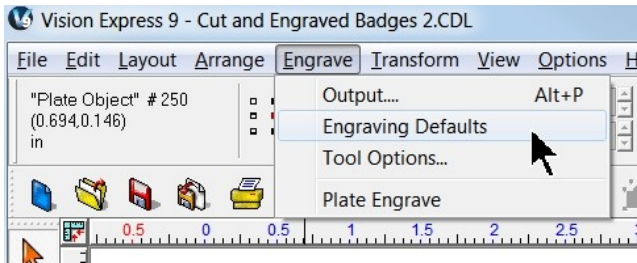 Vision Express 9 - Cut and Engraved Badges 2.CDL
File Edit Layout Arrange Engrave Transform View Options H
"Plate Object" # 250
(0.694,0.146)
in
Output.... Alt+P
Engraving Defaults
Tool Options...
Plate Engrave
0.5 0 0.5 1 1.5 2 2.5